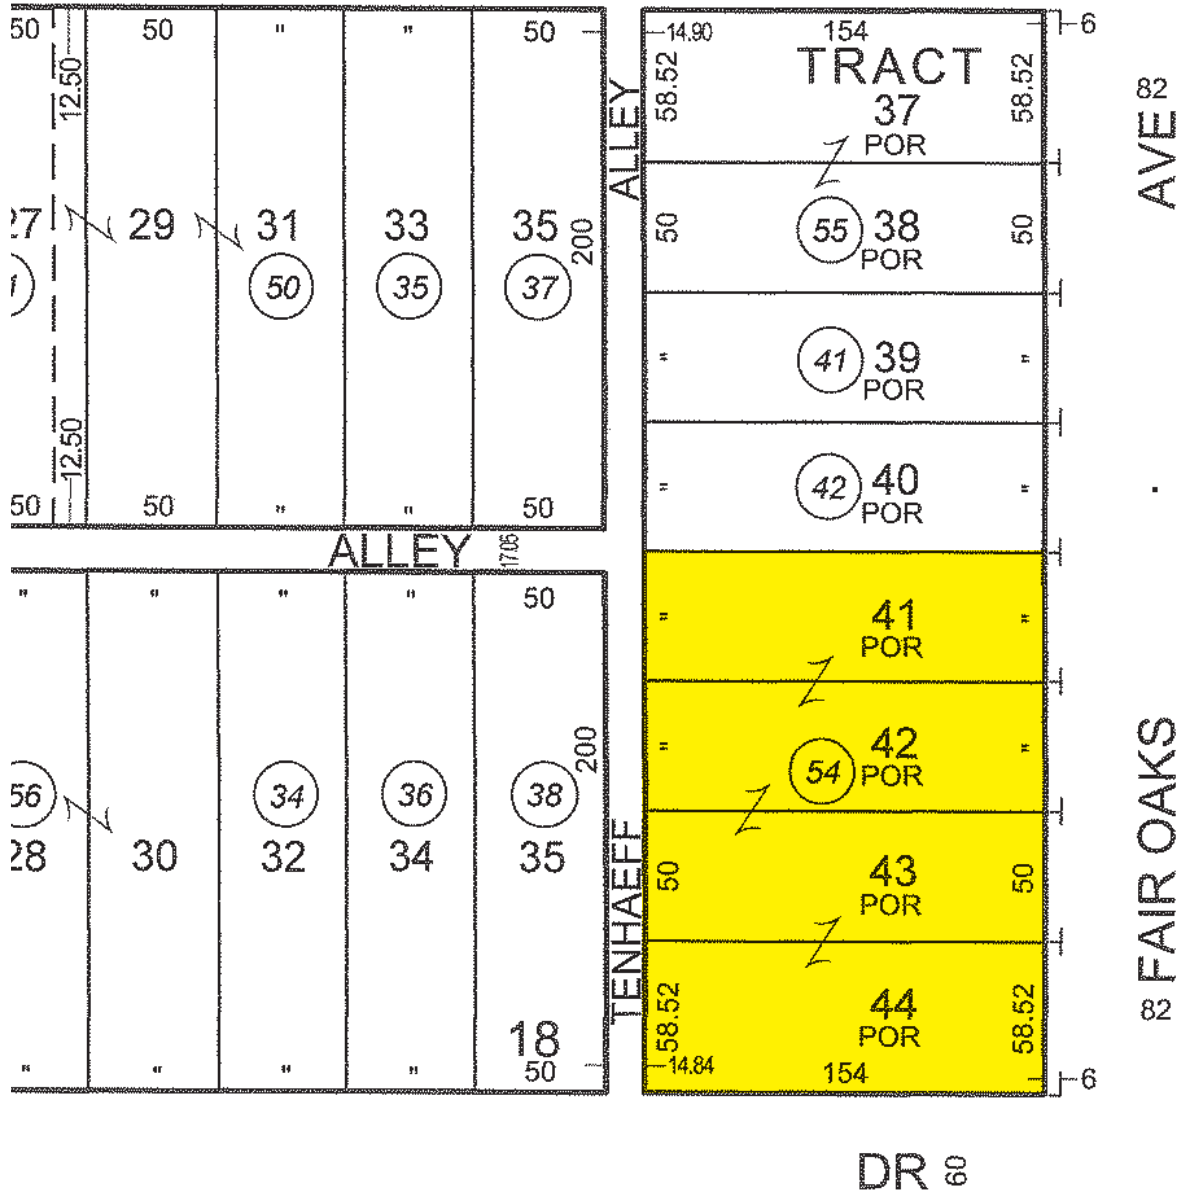 50 50 " " 50
14.90 154 6
12.50
58.52 TRACT 58.52
37
POR
ALLEY
82
AVE
29 31 33 35
200
50 35 37
50 55 38 50
POR
" 41 39 "
POR
12.50
" 42 40 "
POR
50 50 " " 50
ALLEY 17.05
" " " " 50
" 41 "
POR
200
" 42 "
54 POR
34 36 38
30 32 34 35
50 43 50
POR
TENHAEFF
FAIR OAKS
82
58.52 44 58.52
POR
18
" " " " 50
14.84 154 6
DR 60